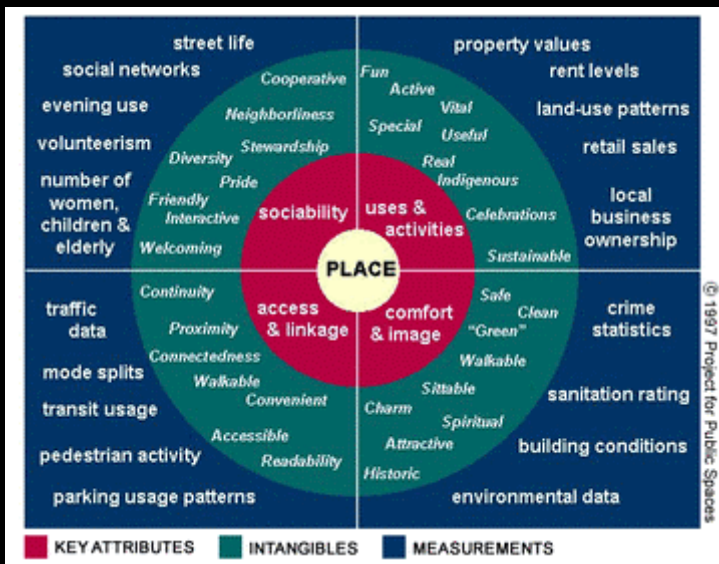 street life
social networks
evening use
volunteerism
number of
women,
children &
elderly
Cooperative
Neighborliness
Stewardship
Diversity
Pride
Friendly
Interactive
Welcoming
sociability
property values
rent levels
land-use patterns
retail sales
local
business
ownership
Fun
Active
Vital
Special
Useful
Real
Indigenous
Celebrations
Sustainable
uses &
activities
PLACE
traffic
data
mode splits
transit usage
pedestrian activity
parking usage patterns
Continuity
Proximity
Connectedness
Walkable
Convenient
Accessible
Readability
access
& linkage
comfort
& image
Safe
Clean
"Green"
Walkable
Sittable
Charm
Spiritual
Attractive
Historic
crime
statistics
sanitation rating
building conditions
environmental data
© 1997 Project for Public Spaces
KEY ATTRIBUTES
INTANGIBLES
MEASUREMENTS